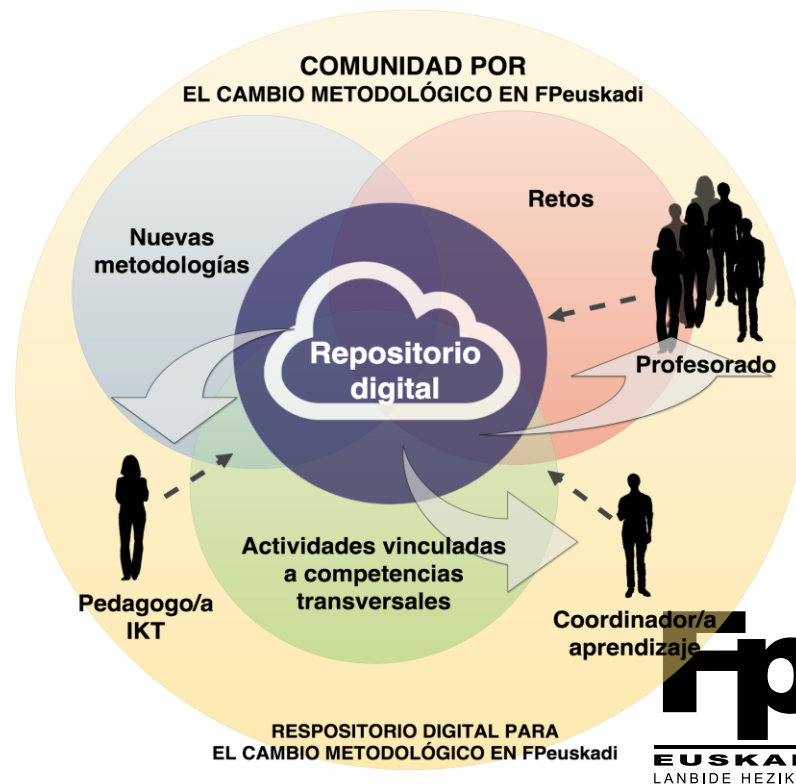 COMUNIDAD POR
EL CAMBIO METODOLÓGICO EN FPeuskadi
Retos
Nuevas
metodologías
Repositorio
digital
Profesorado
Actividades vinculadas
a competencias
transversales
Pedagogo/a
IKT
Coordinador/a
aprendizaje
RESPOSITORIO DIGITAL PARA
EL CAMBIO METODOLÓGICO EN FPeuskadi
Fp
EUSKA
LANBIDE HEZIK